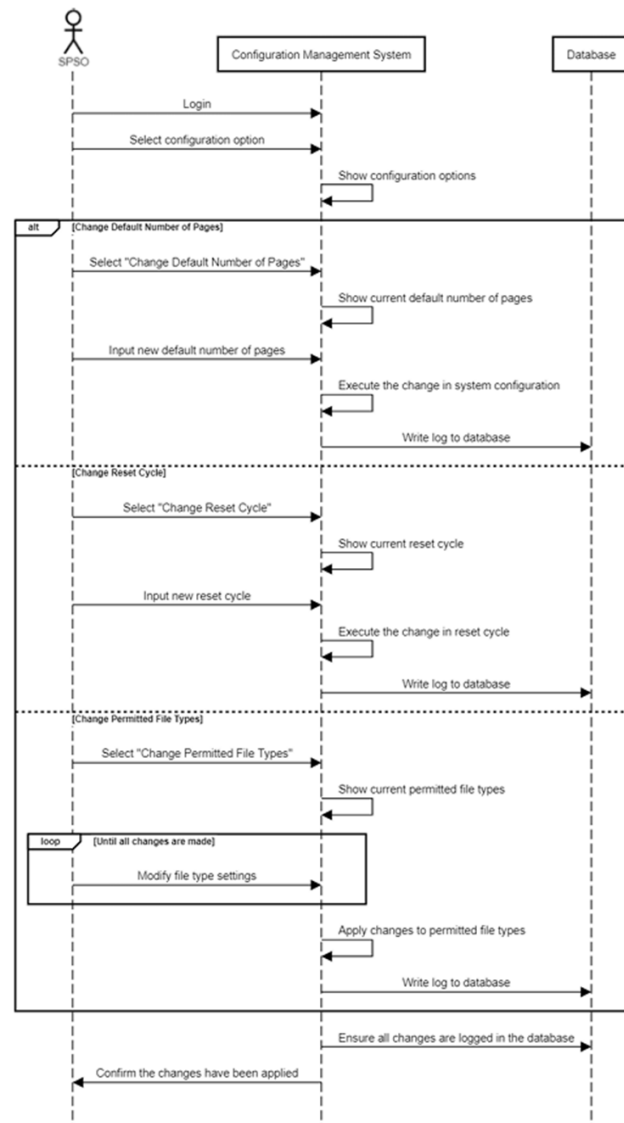 SPSO
Configuration Management System
Database
Login
Select configuration option
Show configuration options
alt
[Change Default Number of Pages]
Select "Change Default Number of Pages"
Show current default number of pages
Input new default number of pages
Execute the change in system configuration
Write log to database
[Change Reset Cycle]
Select "Change Reset Cycle"
Show current reset cycle
Input new reset cycle
Execute the change in reset cycle
Write log to database
[Change Permitted File Types]
Select "Change Permitted File Types"
Show current permitted file types
loop
[Until all changes are made]
Modify file type settings
Apply changes to permitted file types
Write log to database
Ensure all changes are logged in the database
Confirm the changes have been applied